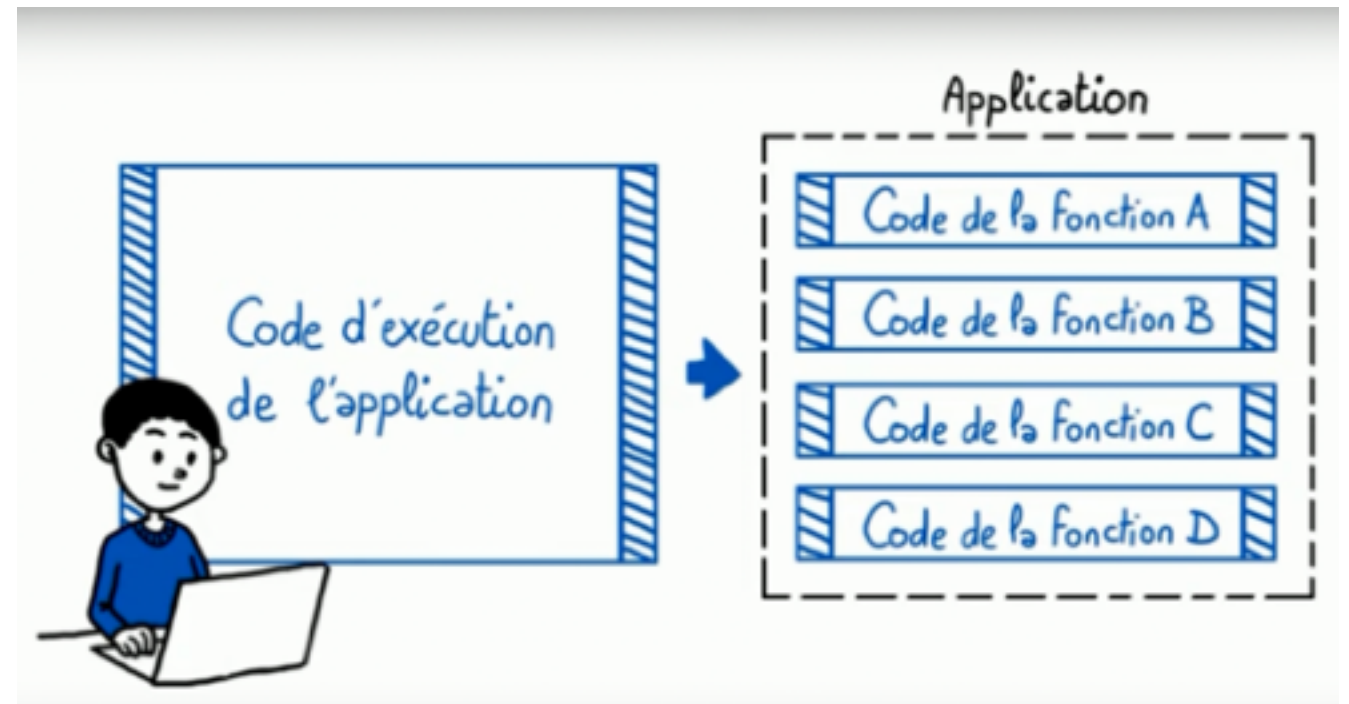 Code d'exécution
de l'application
Application
Code de la fonction A
Code de la fonction B
Code de la fonction C
Code de la fonction D